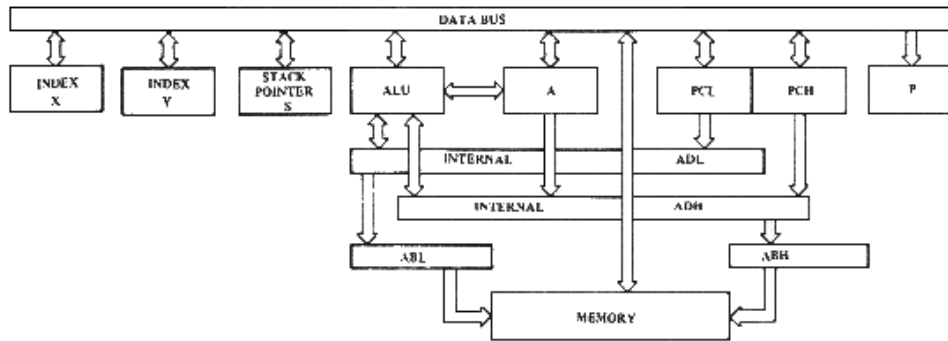 DATA BUS
INDEX
X
INDEX
Y
STACK
POINTER
S
ALU
A
PCL
PCH
P
INTERNAL ADL
INTERNAL ADH
ABL
ABH
MEMORY